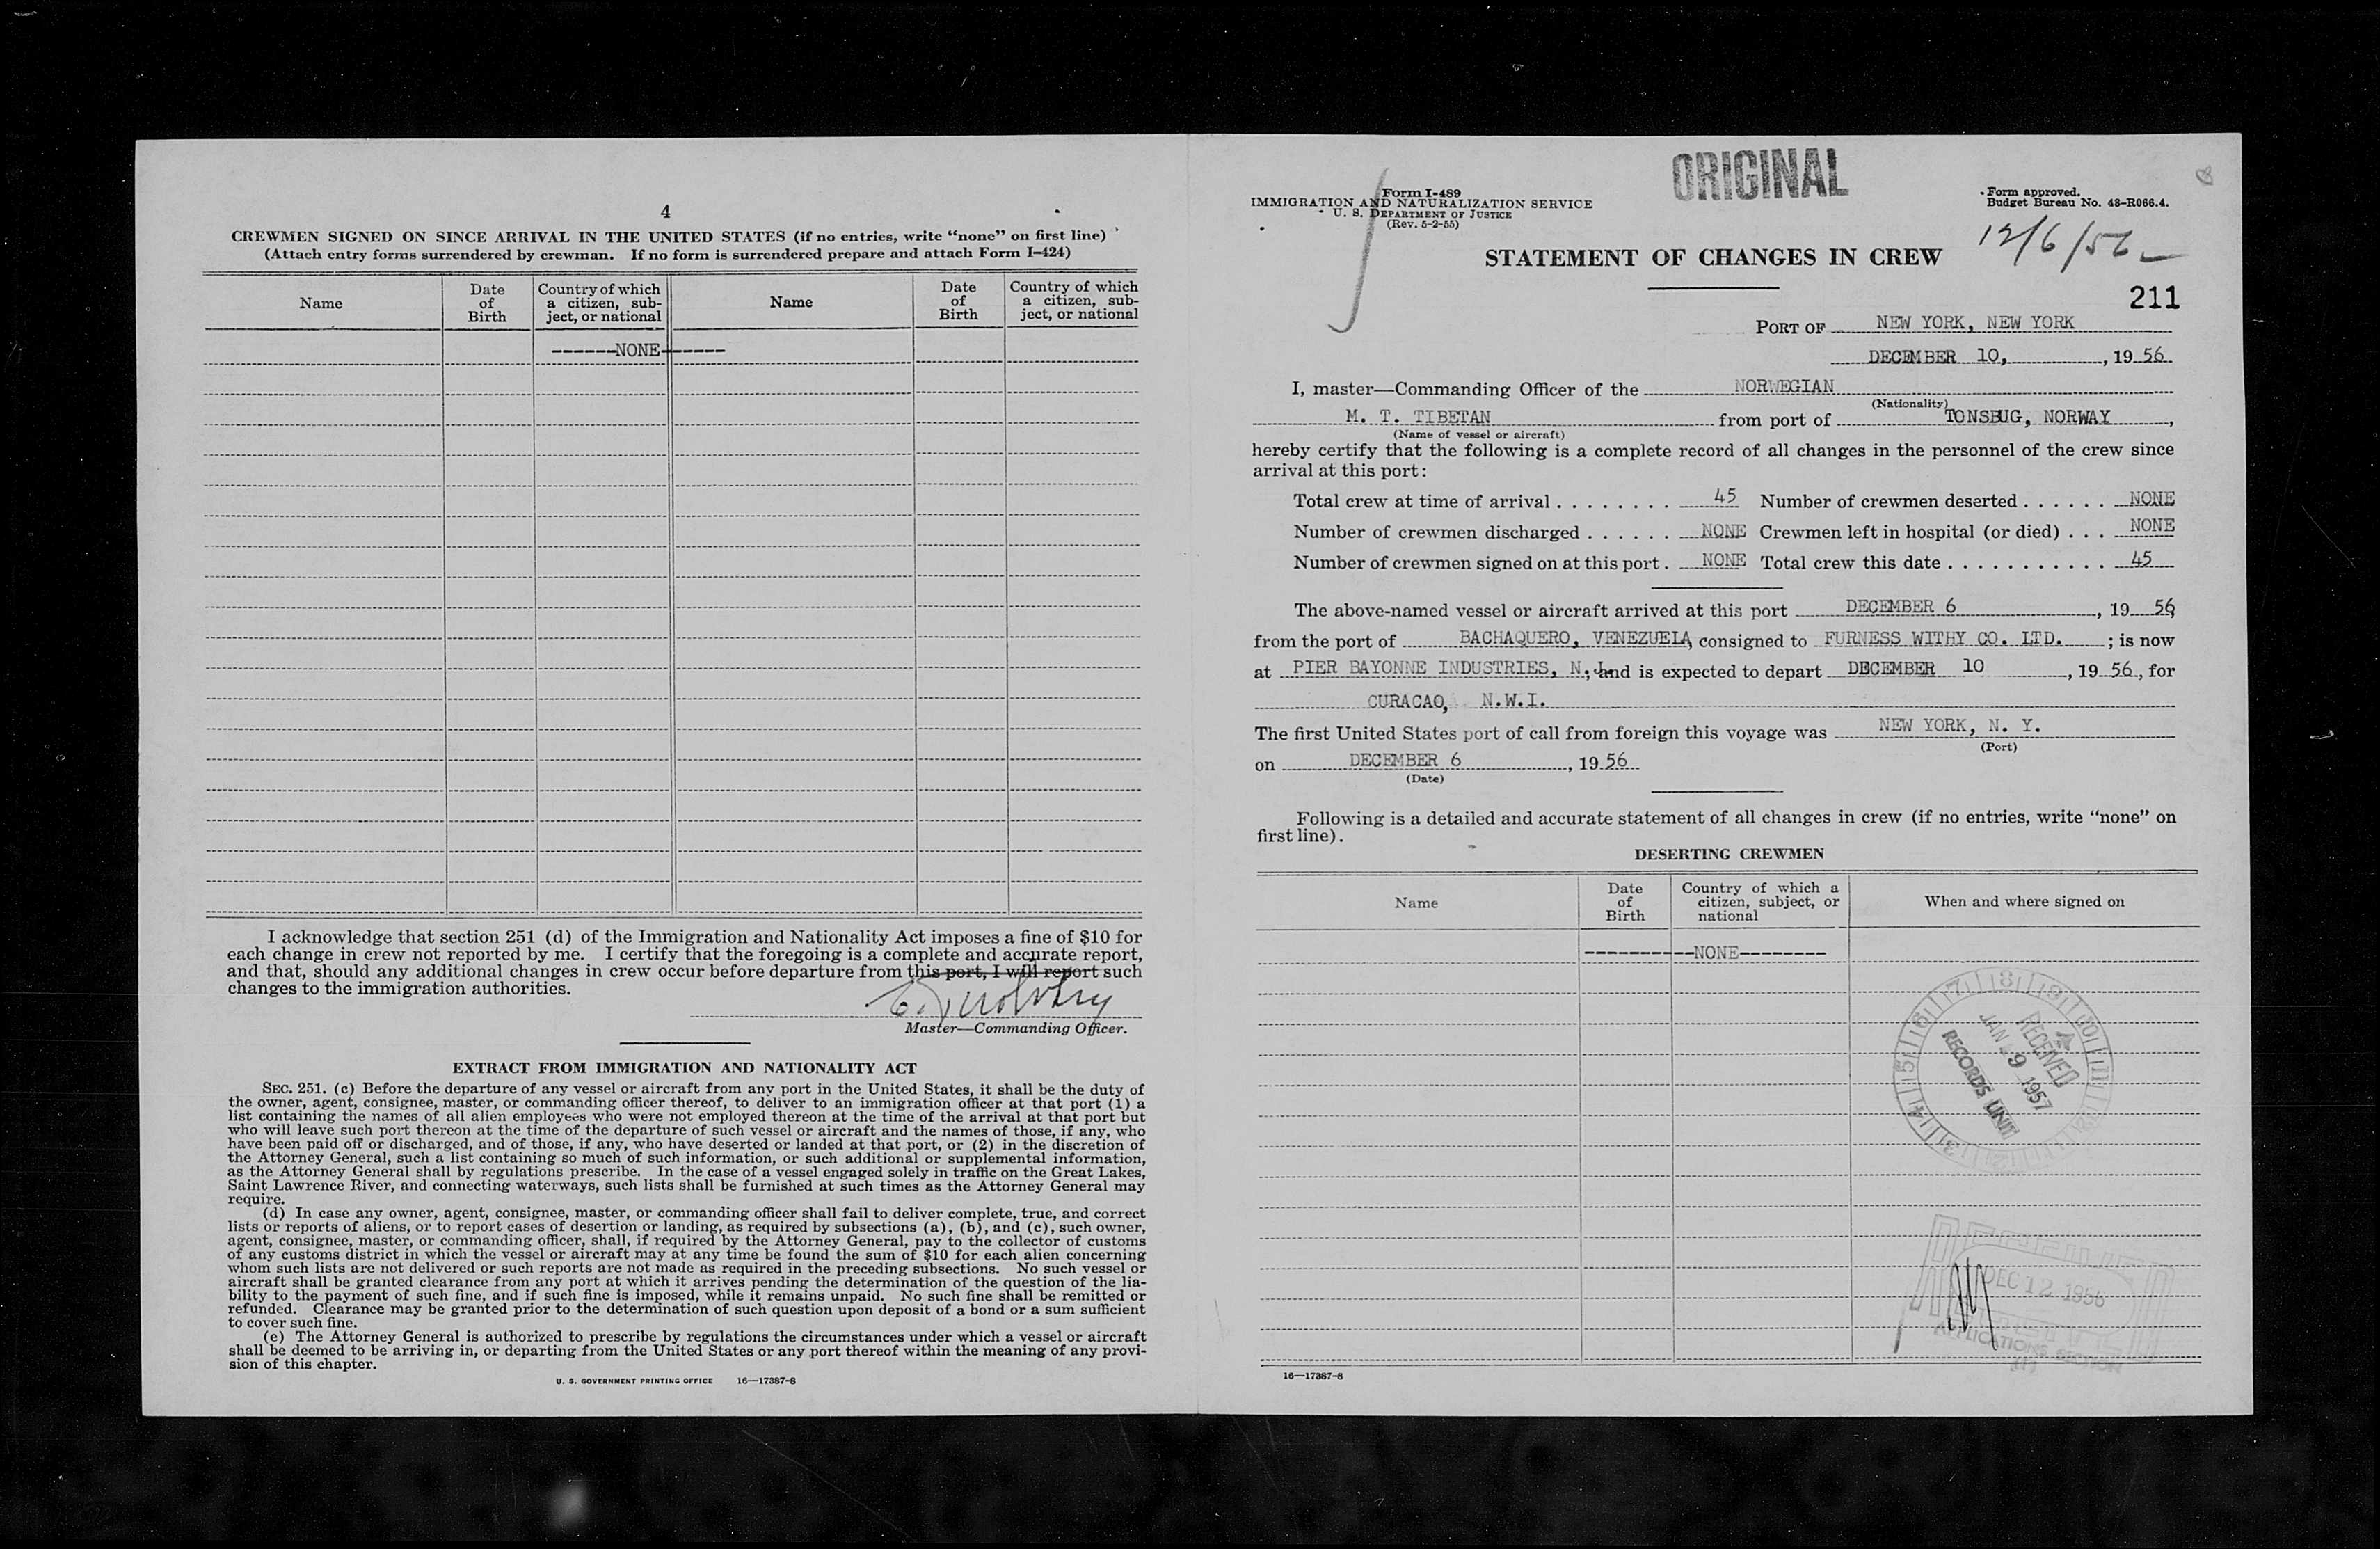 4
CREWMEN SIGNED ON SINCE ARRIVAL IN THE UNITED STATES (if no entries, write “none” on first line)
(Attach entry forms surrendered by crewman. If no form is surrendered prepare and attach Form I-424)
Name
Date
of
Birth
Country of which
a citizen, sub-
ject, or national
Name
Date
of
Birth
Country of which
a citizen, sub-
ject, or national
------NONE------
I acknowledge that section 251 (d) of the Immigration and Nationality Act imposes a fine of $10 for
each change in crew not reported by me. I certify that the foregoing is a complete and accurate report,
and that, should any additional changes in crew occur before departure from this port, I will report such
changes to the immigration authorities.
Master—Commanding Officer.
EXTRACT FROM IMMIGRATION AND NATIONALITY ACT
SEC. 251. (c) Before the departure of any vessel or aircraft from any port in the United States, it shall be the duty of
the owner, agent, consignee, master, or commanding officer thereof, to deliver to an immigration officer at that port (1) a
list containing the names of all alien employees who were not employed thereon at the time of the arrival at that port but
who will leave such port thereon at the time of the departure of such vessel or aircraft and the names of those, if any, who
have been paid off or discharged, and of those, if any, who have deserted or landed at that port, or (2) in the discretion of
the Attorney General, such a list containing so much of such information, or such additional or supplemental information,
as the Attorney General shall by regulations prescribe. In the case of a vessel engaged solely in traffic on the Great Lakes,
Saint Lawrence River, and connecting waterways, such lists shall be furnished at such times as the Attorney General may
require.
(d) In case any owner, agent, consignee, master, or commanding officer shall fail to deliver complete, true, and correct
lists or reports of aliens, or to report cases of desertion or landing, as required by subsections (a), (b), and (c), such owner,
agent, consignee, master, or commanding officer, shall, if required by the Attorney General, pay to the collector of customs
of any customs district in which the vessel or aircraft may at any time be found the sum of $10 for each alien concerning
whom such lists are not delivered or such reports are not made as required in the preceding subsections. No such vessel or
aircraft shall be granted clearance from any port at which it arrives pending the determination of the question of the lia-
bility to the payment of such fine, and if such fine is imposed, while it remains unpaid. No such fine shall be remitted or
refunded. Clearance may be granted prior to the determination of such question upon deposit of a bond or a sum sufficient
to cover such fine.
(e) The Attorney General is authorized to prescribe by regulations the circumstances under which a vessel or aircraft
shall be deemed to be arriving in, or departing from the United States or any port thereof within the meaning of any provi-
sion of this chapter.
U. S. GOVERNMENT PRINTING OFFICE 16—17387-8
ORIGINAL
Form I-489
IMMIGRATION AND NATURALIZATION SERVICE
U. S. DEPARTMENT OF JUSTICE
(Rev. 5-2-55)
Form approved.
Budget Bureau No. 43-R066.4.
12/6/56
STATEMENT OF CHANGES IN CREW
211
PORT OF NEW YORK, NEW YORK
DECEMBER 10, , 19 56
I, master—Commanding Officer of the NORWEGIAN
(Nationality)
M. T. TIBETAN from port of TONSBUG, NORWAY ,
(Name of vessel or aircraft)
hereby certify that the following is a complete record of all changes in the personnel of the crew since
arrival at this port:
Total crew at time of arrival . . . . . . . . 45 Number of crewmen deserted . . . . . . NONE
Number of crewmen discharged . . . . . . NONE Crewmen left in hospital (or died) . . . NONE
Number of crewmen signed on at this port . NONE Total crew this date . . . . . . . . . . . . 45
The above-named vessel or aircraft arrived at this port DECEMBER 6 , 19 56,
from the port of BACHAQUERO, VENEZUELA, consigned to FURNESS WITHY CO. LTD. ; is now
at PIER BAYONNE INDUSTRIES, N.J.; and is expected to depart DECEMBER 10 , 19 56, for
CURACAO, N.W.I.
The first United States port of call from foreign this voyage was NEW YORK, N. Y.
(Port)
on DECEMBER 6 , 19 56
(Date)
Following is a detailed and accurate statement of all changes in crew (if no entries, write “none” on
first line).
DESERTING CREWMEN
Name
Date
of
Birth
Country of which a
citizen, subject, or
national
When and where signed on
----------NONE--------
RECEIVED
JAN 9 1957
RECORDS UNIT
RECEIVED
DEC 12 1956
APPLICATIONS SECTION
16—17387-8